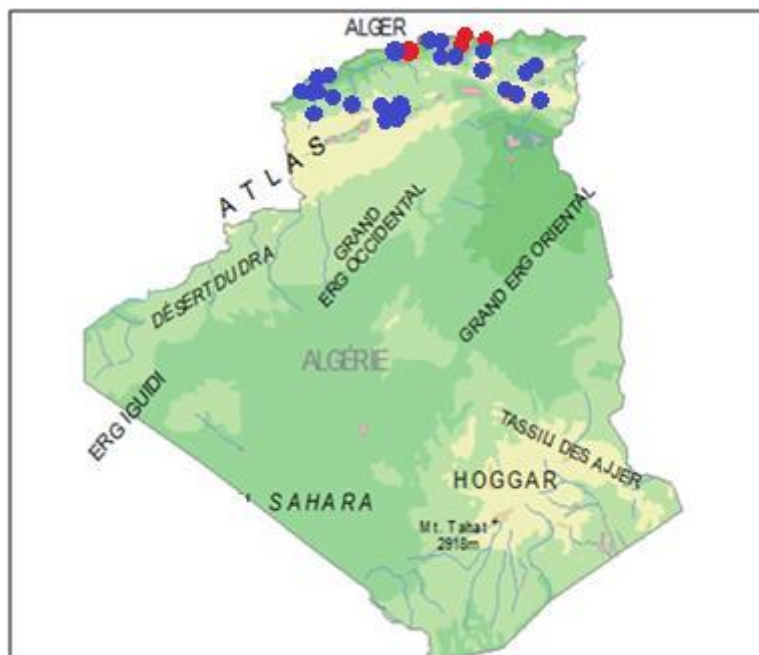 ALGER
ATLAS
GRAND
ERG OCCIDENTAL
GRAND ERG ORIENTAL
DÉSERT DU DRA
ALGÉRIE
ERG IGUIDI
TASSILI DES AJJER
HOGGAR
SAHARA
Mt. Tahat +
2918m